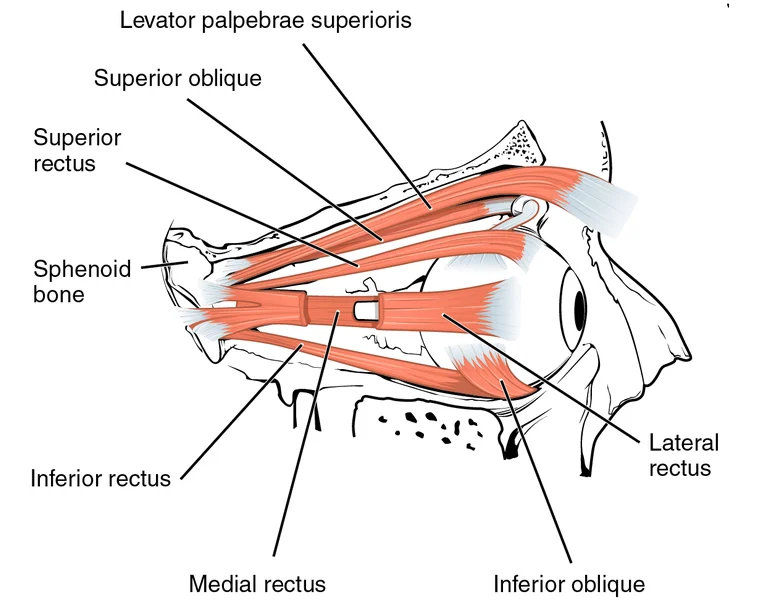 Levator palpebrae superioris
Superior oblique
Superior
rectus
Sphenoid
bone
Inferior rectus
Lateral
rectus
Medial rectus
Inferior oblique